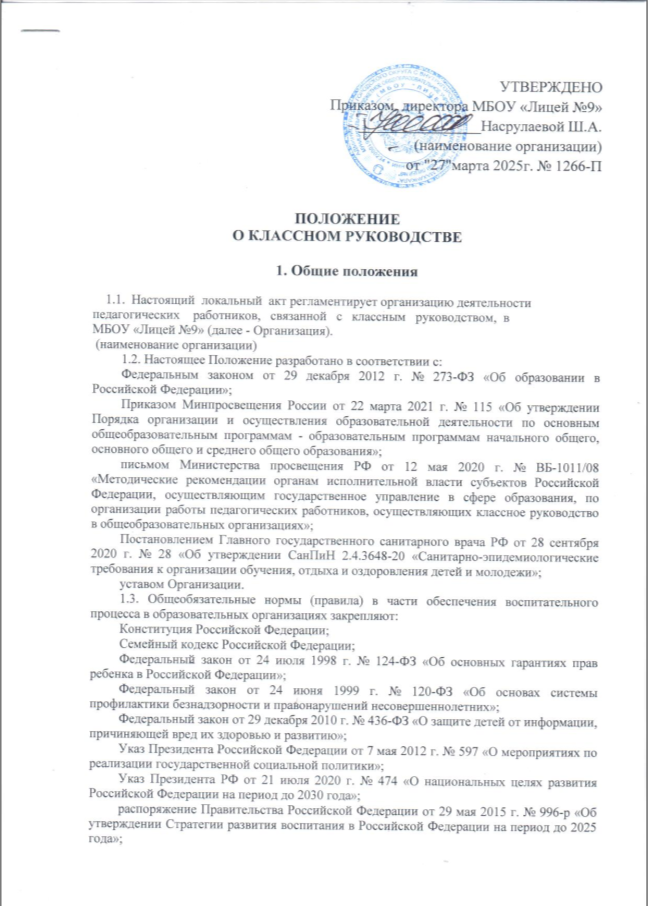 УТВЕРЖДЕНО
Приказом директора МБОУ «Лицей №9»
Насрулаевой Ш.А.
(наименование организации)
от "27"марта 2025г. № 1266-П
ПОЛОЖЕНИЕ
О КЛАССНОМ РУКОВОДСТВЕ
1. Общие положения
1.1. Настоящий локальный акт регламентирует организацию деятельности
педагогических работников, связанной с классным руководством, в
МБОУ «Лицей №9» (далее - Организация).
(наименование организации)
1.2. Настоящее Положение разработано в соответствии с:
Федеральным законом от 29 декабря 2012 г. № 273-ФЗ «Об образовании в
Российской Федерации»;
Приказом Минпросвещения России от 22 марта 2021 г. № 115 «Об утверждении
Порядка организации и осуществления образовательной деятельности по основным
общеобразовательным программам - образовательным программам начального общего,
основного общего и среднего общего образования»;
письмом Министерства просвещения РФ от 12 мая 2020 г. № ВБ-1011/08
«Методические рекомендации органам исполнительной власти субъектов Российской
Федерации, осуществляющим государственное управление в сфере образования, по
организации работы педагогических работников, осуществляющих классное руководство
в общеобразовательных организациях»;
Постановлением Главного государственного санитарного врача РФ от 28 сентября
2020 г. № 28 «Об утверждении СанПиН 2.4.3648-20 «Санитарно-эпидемиологические
требования к организации обучения, отдыха и оздоровления детей и молодежи»;
уставом Организации.
1.3. Общеобязательные нормы (правила) в части обеспечения воспитательного
процесса в образовательных организациях закрепляют:
Конституция Российской Федерации;
Семейный кодекс Российской Федерации;
Федеральный закон от 24 июля 1998 г. № 124-ФЗ «Об основных гарантиях прав
ребенка в Российской Федерации»;
Федеральный закон от 24 июня 1999 г. № 120-ФЗ «Об основах системы
профилактики безнадзорности и правонарушений несовершеннолетних»;
Федеральный закон от 29 декабря 2010 г. № 436-ФЗ «О защите детей от информации,
причиняющей вред их здоровью и развитию»;
Указ Президента Российской Федерации от 7 мая 2012 г. № 597 «О мероприятиях по
реализации государственной социальной политики»;
Указ Президента РФ от 21 июля 2020 г. № 474 «О национальных целях развития
Российской Федерации на период до 2030 года»;
распоряжение Правительства Российской Федерации от 29 мая 2015 г. № 996-р «Об
утверждении Стратегии развития воспитания в Российской Федерации на период до 2025
года»;